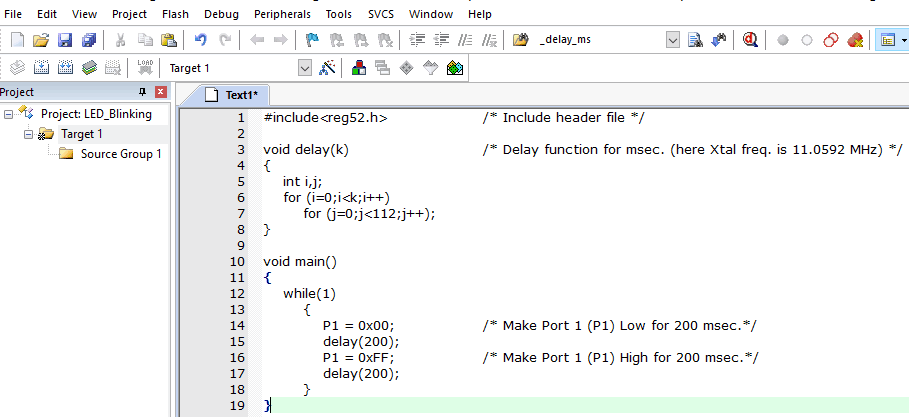 File Edit View Project Flash Debug Peripherals Tools SVCS Window Help
_delay_ms
LOAD
Target 1
Project
Project: LED_Blinking
Target 1
Source Group 1
Text1*
1 #include<reg52.h> /* Include header file */
2
3 void delay(k) /* Delay function for msec. (here Xtal freq. is 11.0592 MHz) */
4 {
5 int i,j;
6 for (i=0;i<k;i++)
7 for (j=0;j<112;j++);
8 }
9
10 void main()
11 {
12 while(1)
13 {
14 P1 = 0x00; /* Make Port 1 (P1) Low for 200 msec.*/
15 delay(200);
16 P1 = 0xFF; /* Make Port 1 (P1) High for 200 msec.*/
17 delay(200);
18 }
19 }